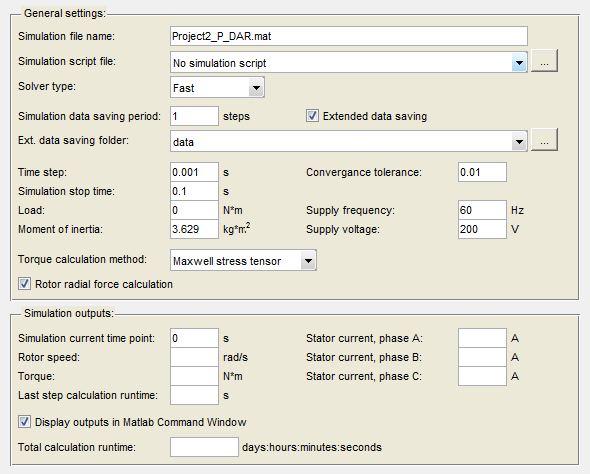 General settings:
Simulation file name: Project2_P_DAR.mat
Simulation script file: No simulation script ...
Solver type: Fast
Simulation data saving period: 1 steps Extended data saving
Ext. data saving folder: data ...
Time step: 0.001 s Convergance tolerance: 0.01
Simulation stop time: 0.1 s
Load: 0 N*m Supply frequency: 60 Hz
Moment of inertia: 3.629 kg*m² Supply voltage: 200 V
Torque calculation method: Maxwell stress tensor
Rotor radial force calculation
Simulation outputs:
Simulation current time point: 0 s Stator current, phase A: A
Rotor speed: rad/s Stator current, phase B: A
Torque: N*m Stator current, phase C: A
Last step calculation runtime: s
Display outputs in Matlab Command Window
Total calculation runtime: days:hours:minutes:seconds